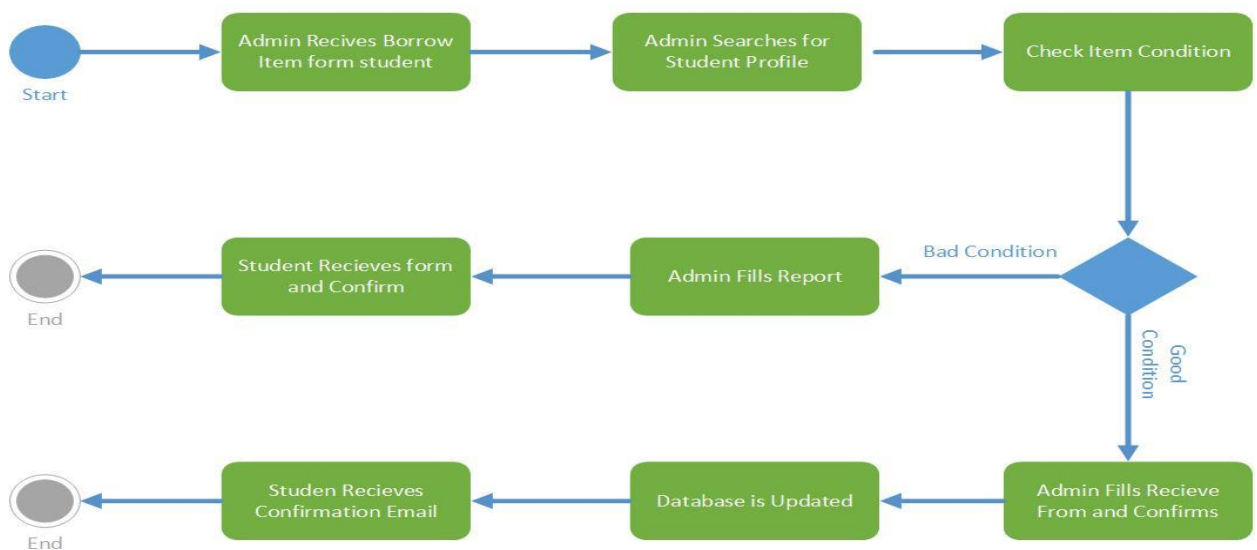 Admin Recives Borrow
Item form student
Admin Searches for
Student Profile
Check Item Condition
Start
Bad Condition
Student Recieves form
and Confirm
Admin Fills Report
End
Good
Condition
Studen Recieves
Confirmation Email
Database is Updated
Admin Fills Recieve
From and Confirms
End